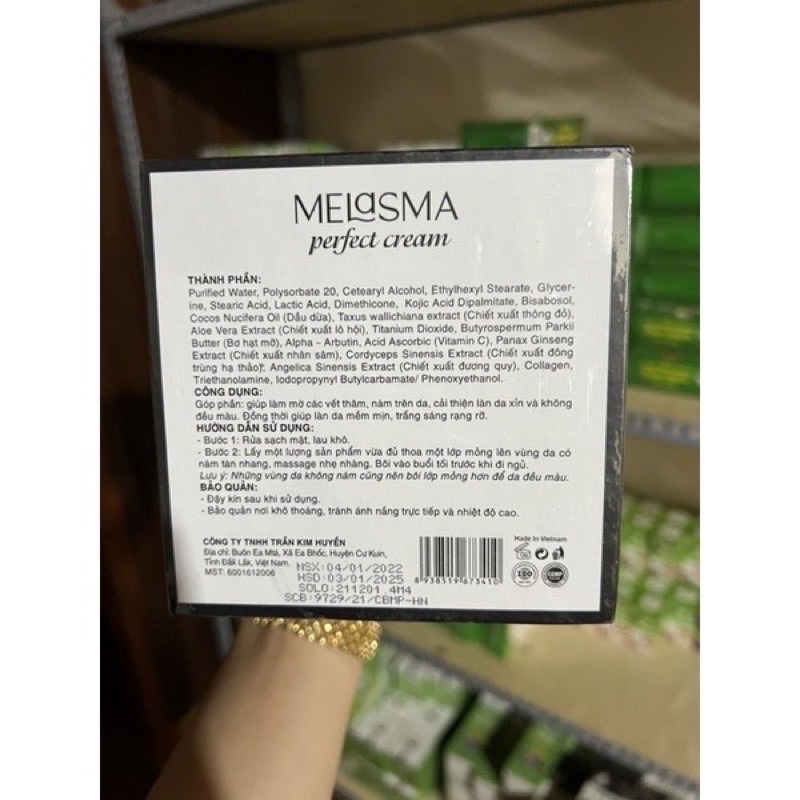 MELaSMA
perfect cream
THÀNH PHẦN:
Purified Water, Polysorbate 20, Cetearyl Alcohol, Ethylhexyl Stearate, Glycer-
ine, Stearic Acid, Lactic Acid, Dimethicone, Kojic Acid Dipalmitate, Bisabosol,
Cocos Nucifera Oil (Dầu dừa), Taxus wallichiana extract (Chiết xuất thông đỏ),
Aloe Vera Extract (Chiết xuất lô hội), Titanium Dioxide, Butyrospermum Parkii
Butter (Bơ hạt mỡ), Alpha - Arbutin, Acid Ascorbic (Vitamin C), Panax Ginseng
Extract (Chiết xuất nhân sâm), Cordyceps Sinensis Extract (Chiết xuất đông
trùng hạ thảo), Angelica Sinensis Extract (Chiết xuất đương quy), Collagen,
Triethanolamine, Iodopropynyl Butylcarbamate/ Phenoxyethanol.
CÔNG DỤNG:
Góp phần: giúp làm mờ các vết thâm, nám trên da, cải thiện làn da xỉn và không
đều màu. Đồng thời giúp làn da mềm mịn, trắng sáng rạng rỡ.
HƯỚNG DẪN SỬ DỤNG:
- Bước 1: Rửa sạch mặt, lau khô.
- Bước 2: Lấy một lượng sản phẩm vừa đủ thoa một lớp mỏng lên vùng da có
nám tàn nhang, massage nhẹ nhàng. Bôi vào buổi tối trước khi đi ngủ.
Lưu ý: Những vùng da không nám cũng nên bôi lớp mỏng hơn để da đều màu.
BẢO QUẢN:
- Đậy kín sau khi sử dụng.
- Bảo quản nơi khô thoáng, tránh ánh nắng trực tiếp và nhiệt độ cao.
CÔNG TY TNHH TRẦN KIM HUYỀN
Địa chỉ: Buôn Ea Mtá, Xã Ea Bhốc, Huyện Cư Kuin,
Tỉnh Đắk Lắk, Việt Nam.
MST: 6001612006
NSX:04/01/2022
HSD:03/01/2025
SOLO:211201.4M4
SCB:9729/21/CBMP-HN
8 938519 673410
Made In Vietnam
ISO
CGMP